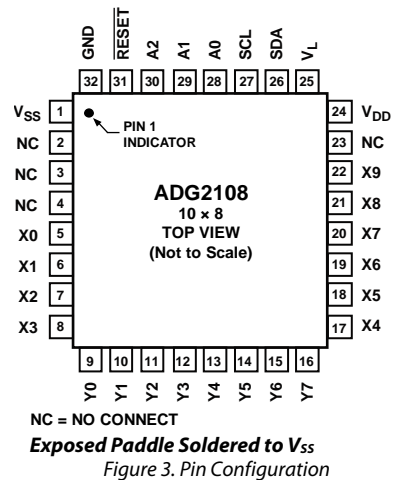 GND
RESET
A2
A1
A0
SCL
SDA
VL
32 31 30 29 28 27 26 25
VSS 1
NC 2
NC 3
NC 4
X0 5
X1 6
X2 7
X3 8
PIN 1
INDICATOR
ADG2108
10 × 8
TOP VIEW
(Not to Scale)
24 VDD
23 NC
22 X9
21 X8
20 X7
19 X6
18 X5
17 X4
9 10 11 12 13 14 15 16
Y0
Y1
Y2
Y3
Y4
Y5
Y6
Y7
NC = NO CONNECT
Exposed Paddle Soldered to VSS
Figure 3. Pin Configuration